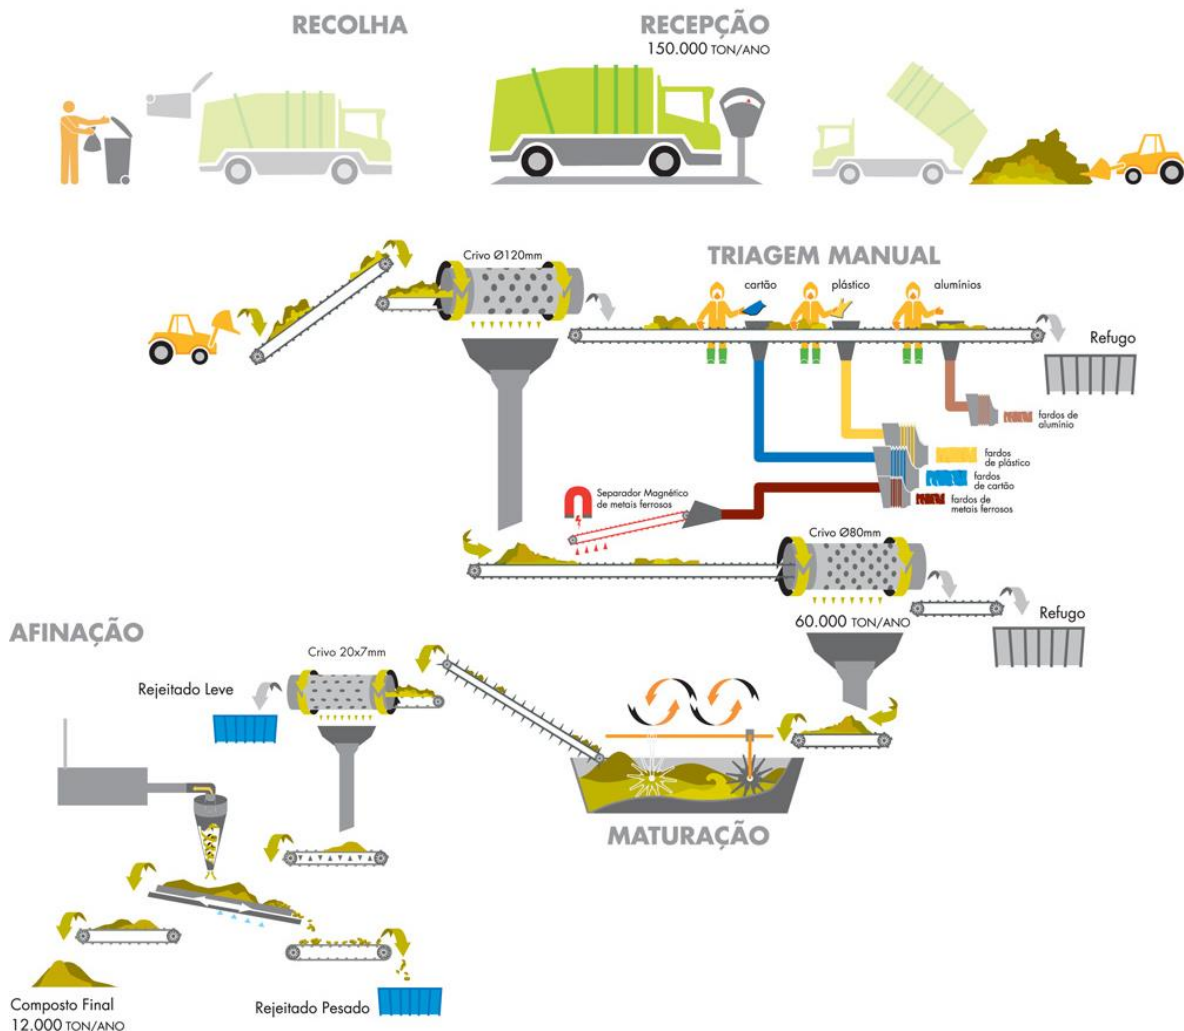 RECOLHA
RECEPÇÃO
150.000 TON/ANO
Crivo Ø120mm
TRIAGEM MANUAL
cartão
plástico
alumínios
Refugo
fardos de
alumínio
fardos
de plástico
fardos
de cartão
fardos de
metais ferrosos
Separador Magnético
de metais ferrosos
Crivo Ø80mm
60.000 TON/ANO
Refugo
AFINAÇÃO
Crivo 20x7mm
Rejeitado Leve
MATURAÇÃO
Composto Final
12.000 TON/ANO
Rejeitado Pesado